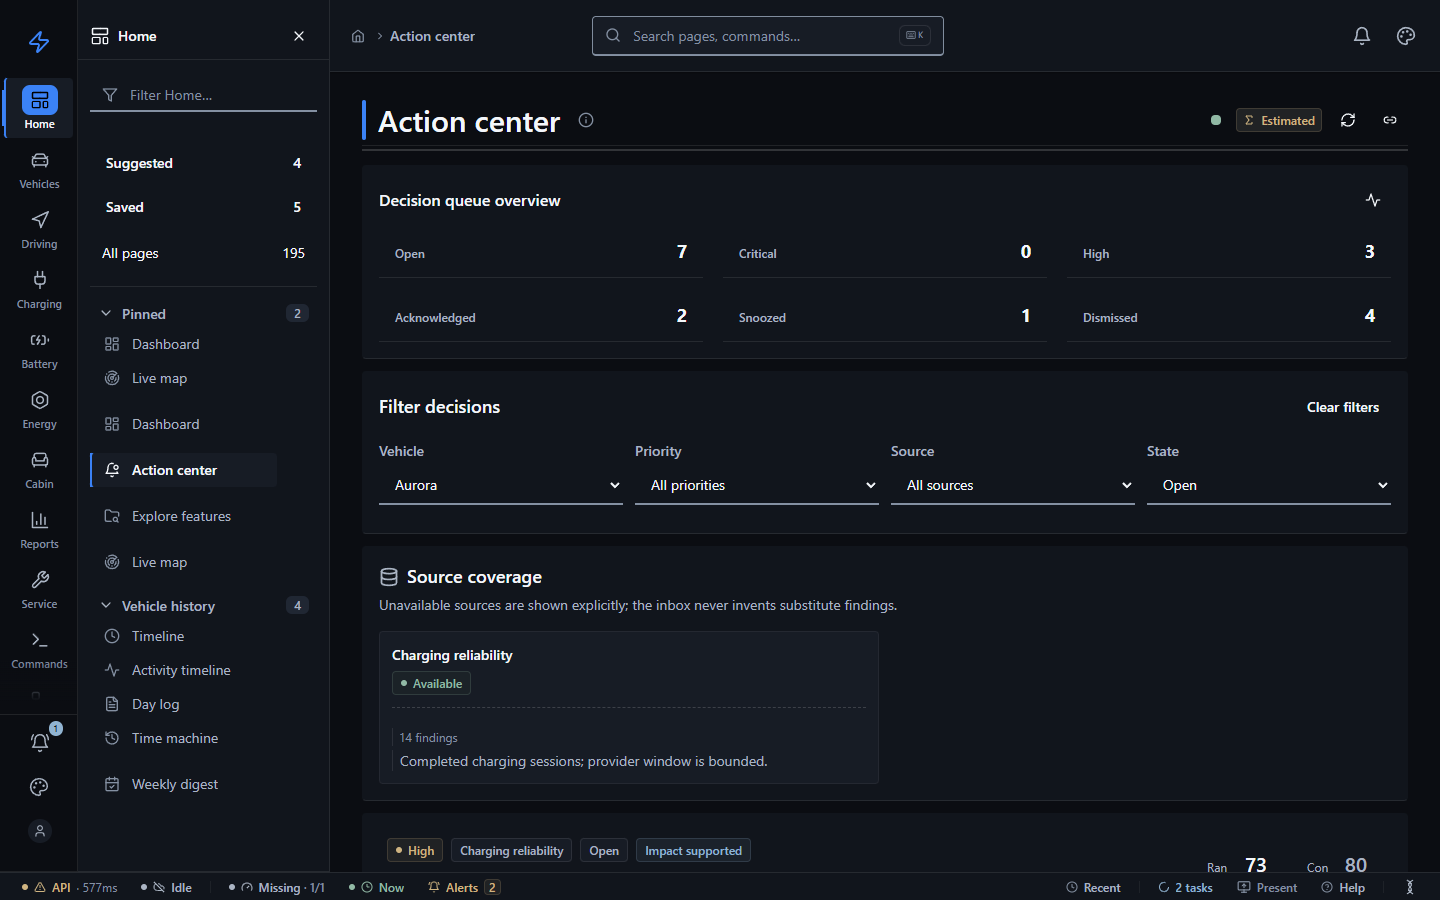 Home
Action center
Search pages, commands...
K
Home
Vehicles
Driving
Charging
Battery
Energy
Cabin
Reports
Service
Commands
1
Filter Home...
Suggested 4
Saved 5
All pages 195
Pinned 2
Dashboard
Live map
Dashboard
Action center
Explore features
Live map
Vehicle history 4
Timeline
Activity timeline
Day log
Time machine
Weekly digest
Action center
Estimated
Decision queue overview
Open 7
Critical 0
High 3
Acknowledged 2
Snoozed 1
Dismissed 4
Filter decisions
Clear filters
Vehicle Priority Source State
Aurora All priorities All sources Open
Source coverage
Unavailable sources are shown explicitly; the inbox never invents substitute findings.
Charging reliability
Available
14 findings
Completed charging sessions; provider window is bounded.
High Charging reliability Open Impact supported
Ran 73 Con 80
API · 577ms Idle Missing · 1/1 Now Alerts 2
Recent 2 tasks Present Help